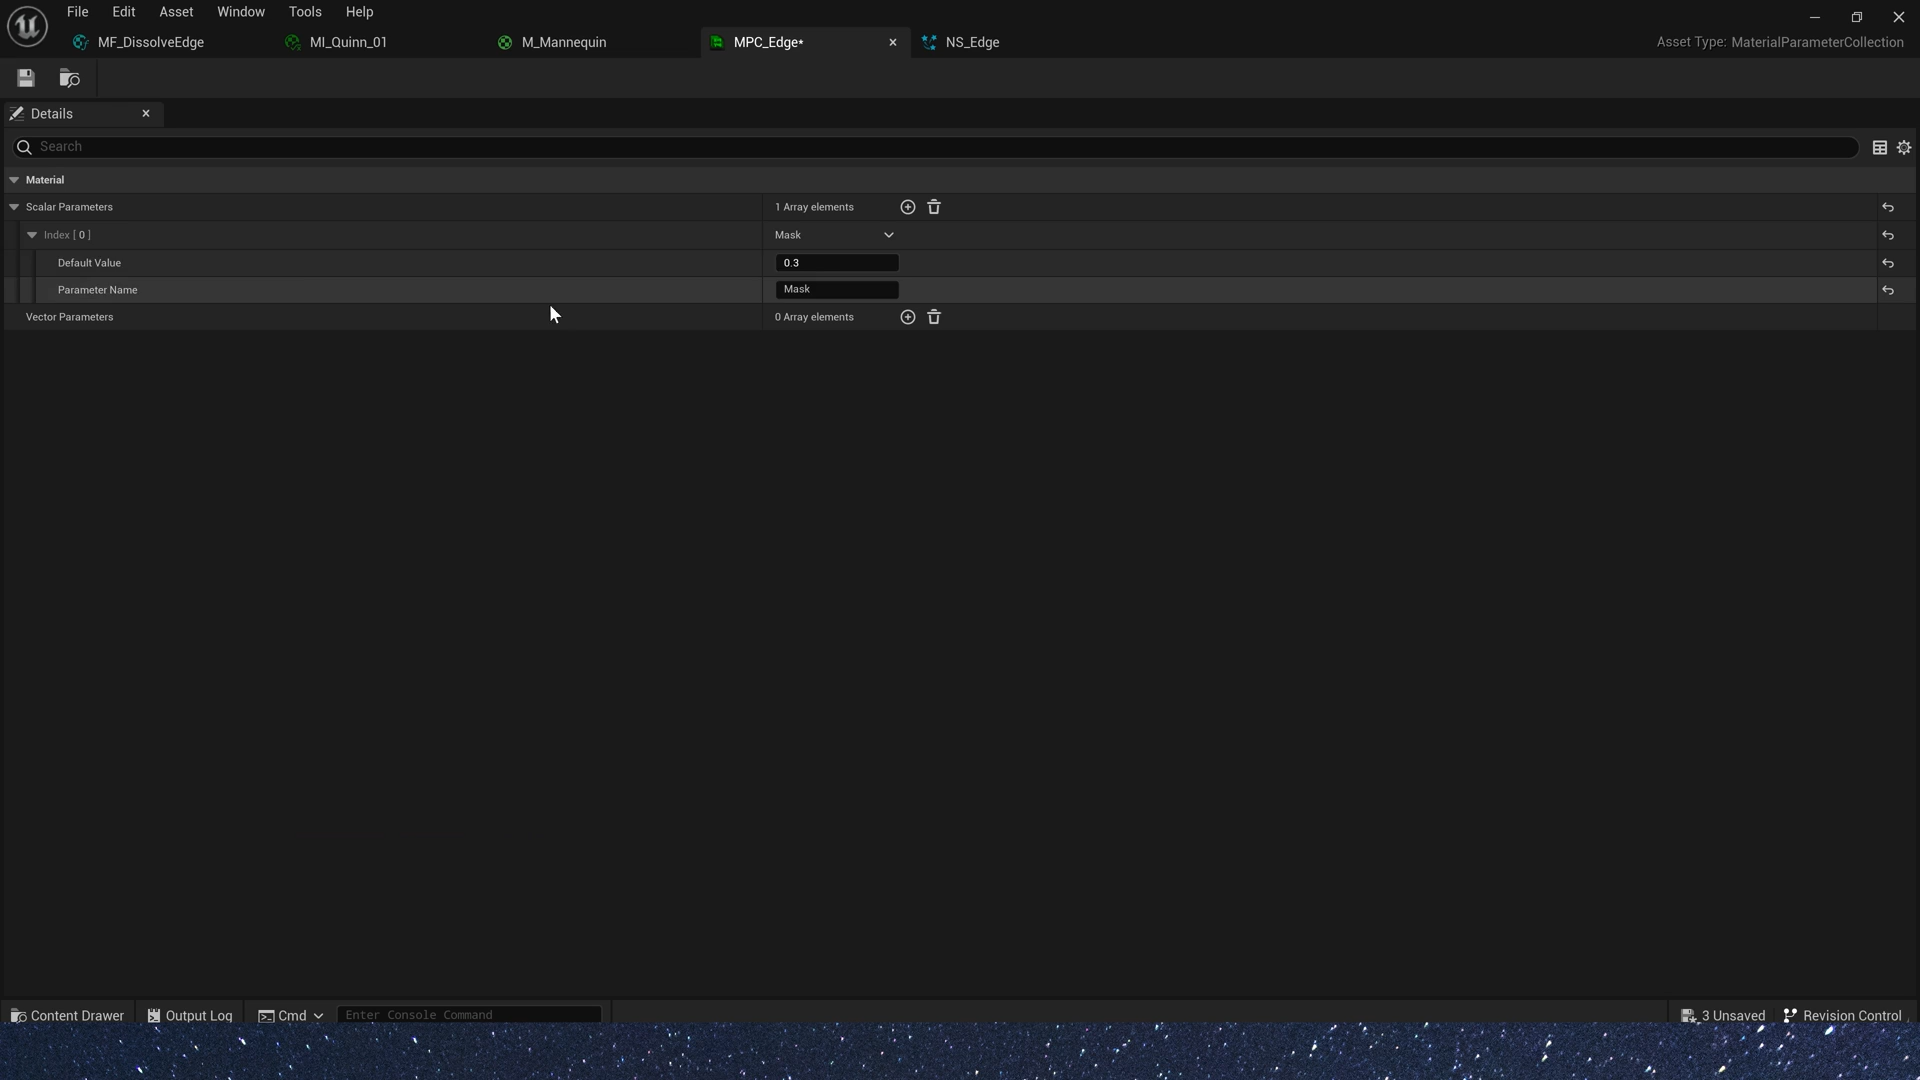 File Edit Asset Window Tools Help
MF_DissolveEdge MI_Quinn_01 M_Mannequin MPC_Edge* NS_Edge Asset Type: MaterialParameterCollection
Details
Search
Material
Scalar Parameters 1 Array elements
Index [ 0 ] Mask
Default Value 0.3
Parameter Name Mask
Vector Parameters 0 Array elements
Content Drawer Output Log Cmd Enter Console Command 3 Unsaved Revision Control